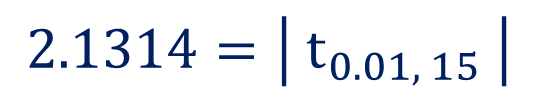 2.1314 = | t0.01, 15 |